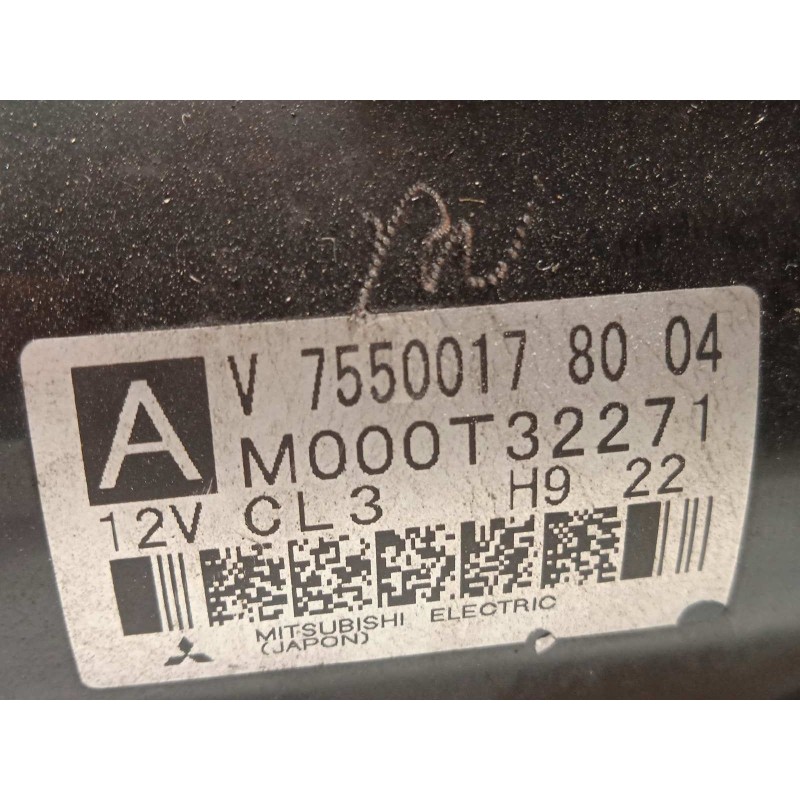 A
V 7550017 80 04
M000T32271
12V CL3 H9 22
MITSUBISHI ELECTRIC
(JAPON)